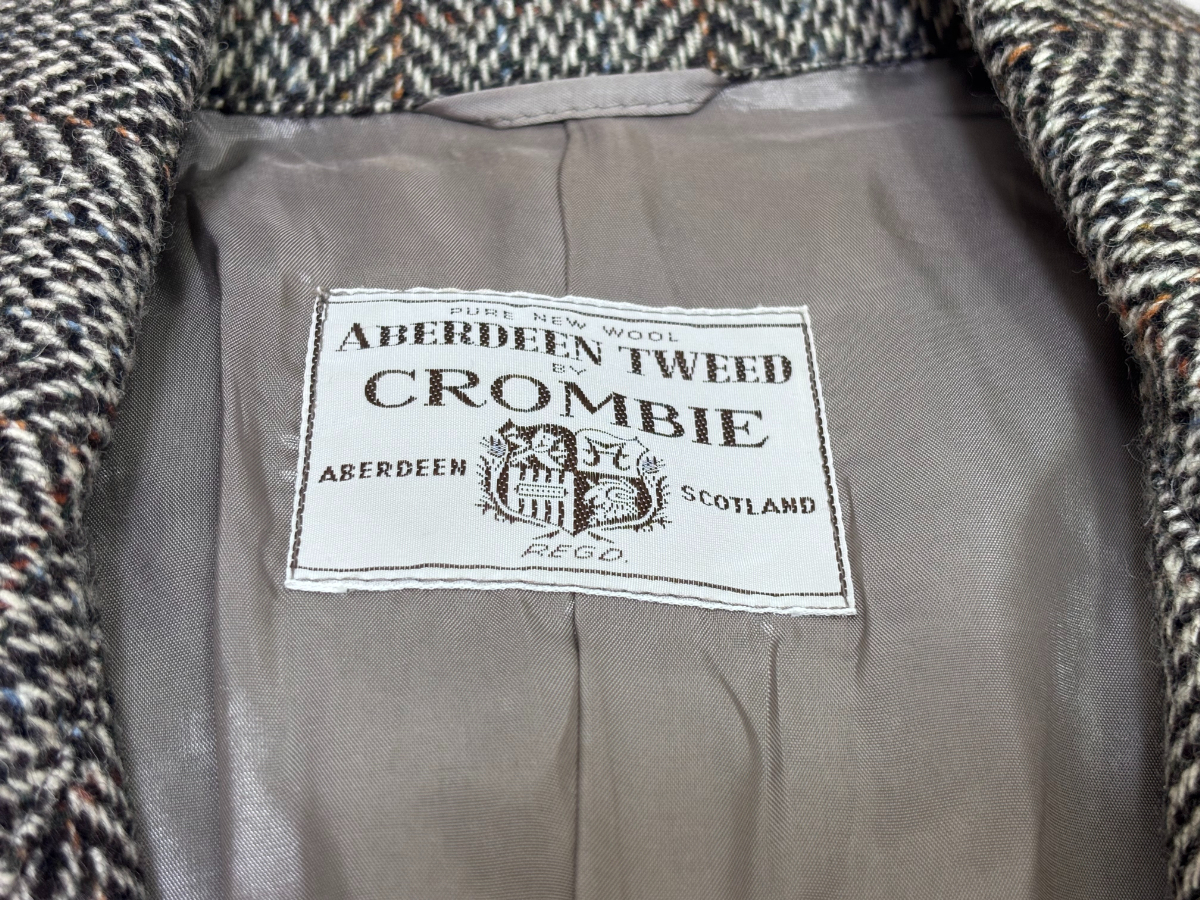 PURE NEW WOOL
ABERDEEN TWEED
BY
CROMBIE
ABERDEEN SCOTLAND
REGD.